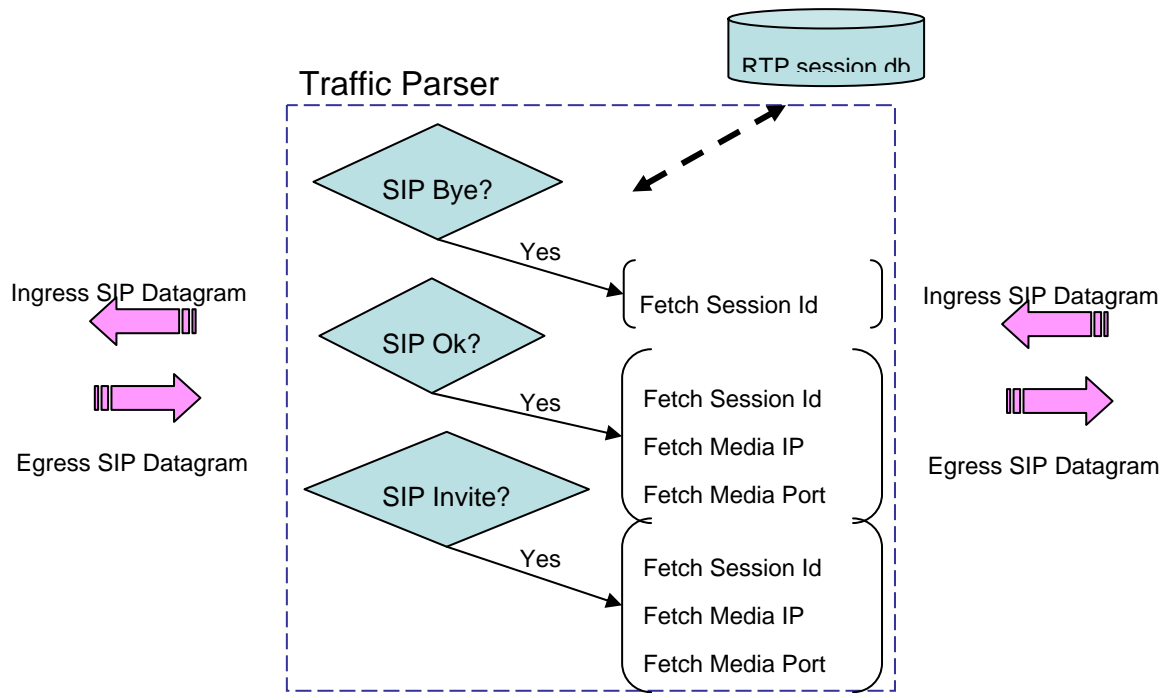 RTP session db
Traffic Parser
SIP Bye?
Yes
Fetch Session Id
Ingress SIP Datagram
Ingress SIP Datagram
SIP Ok?
Yes
Fetch Session Id
Fetch Media IP
Fetch Media Port
Egress SIP Datagram
Egress SIP Datagram
SIP Invite?
Yes
Fetch Session Id
Fetch Media IP
Fetch Media Port